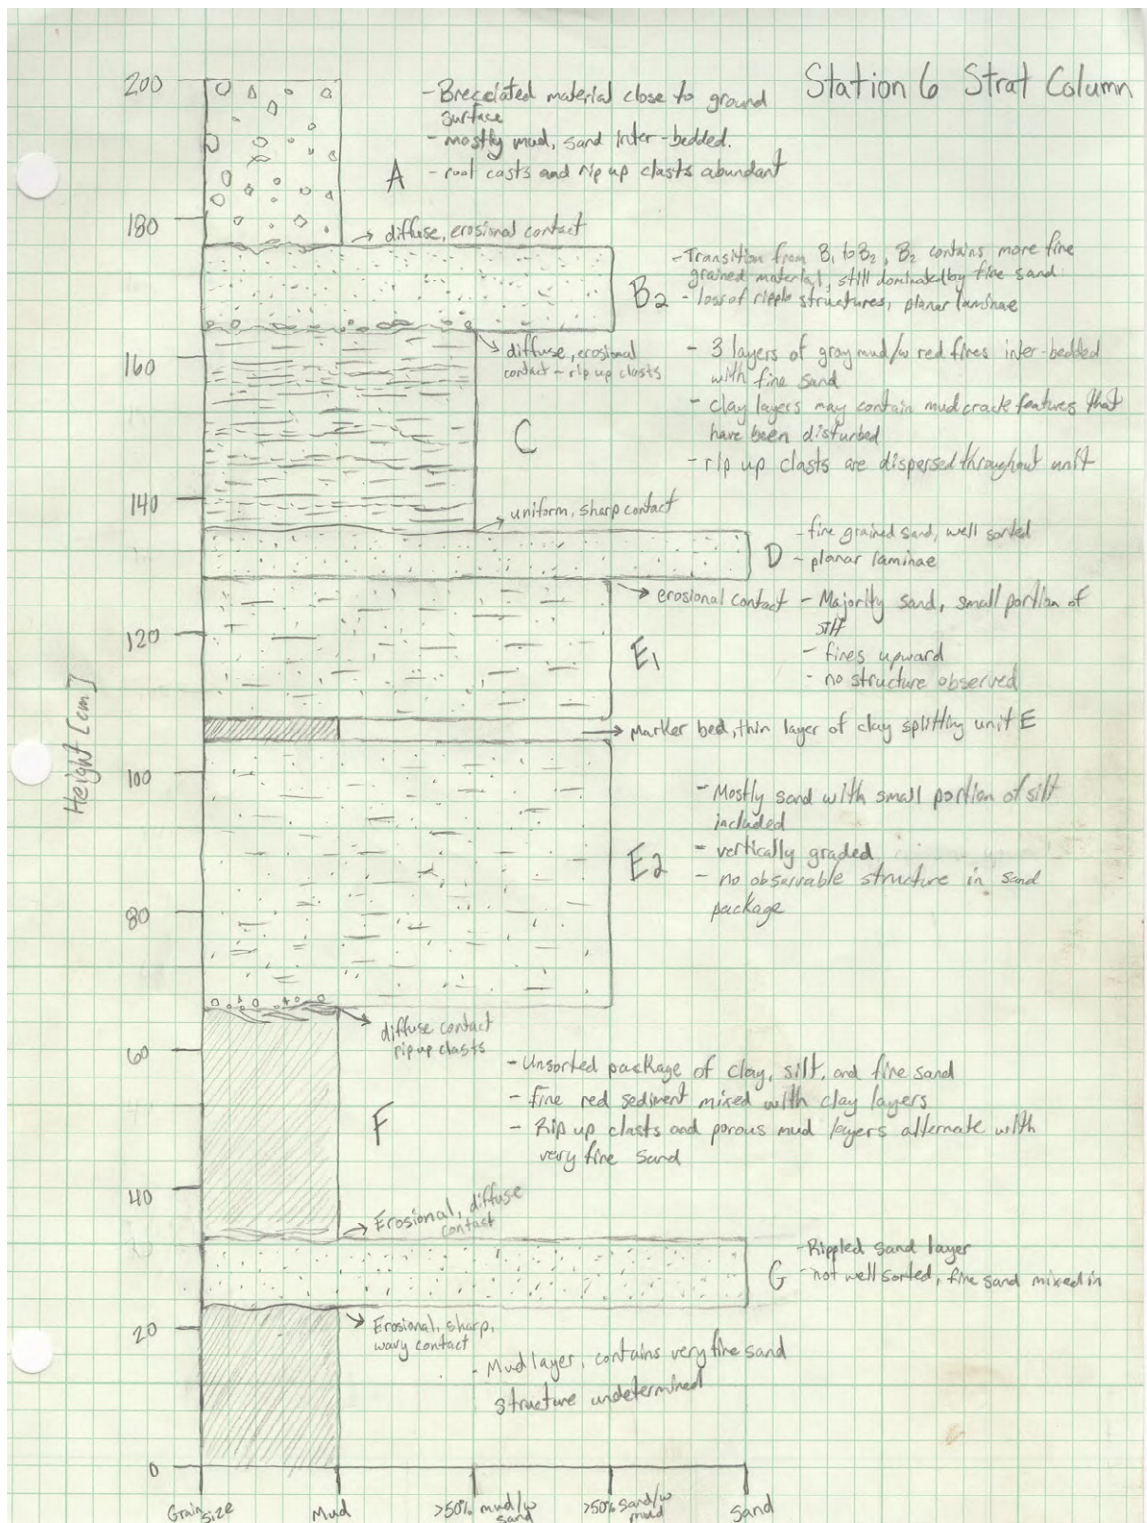 Station 6 Strat Column
200
- Brecciated material close to ground
surface
- mostly mud, sand inter-bedded.
A
- root casts and rip up clasts abundant
180
→ diffuse, erosional contact
- Transition from B1 to B2, B2 contains more fine
grained material, still dominated by fine sand
B2
- loss of ripple structures, planar laminae
160
diffuse, erosional
contact - rip up clasts
- 3 layers of gray mud/w red fines inter-bedded
with fine sand
- clay layers may contain mudcrack features that
have been disturbed
C
- rip up clasts are dispersed throughout unit
140
uniform, sharp contact
- fine grained sand, well sorted
D
- planar laminae
→ erosional contact
- Majority sand, small portion of
silt
120
E1
- fines upward
- no structure observed
→ Marker bed, thin layer of clay splitting unit E
Height [cm]
100
- Mostly sand with small portion of silt
included
E2
- vertically graded
- no observable structure in sand
package
80
diffuse contact
rip up clasts
60
- Unsorted package of clay, silt, and fine sand
- Fine red sediment mixed with clay layers
F
- Rip up clasts and porous mud layers alternate with
very fine sand
40
→ Erosional, diffuse
contact
- Rippled sand layer
G
- not well sorted, fine sand mixed in
20
Erosional, sharp,
wavy contact
- Mud layer, contains very fine sand
structure undetermined
0
Grain
size
Mud
>50% mud/w
sand
>50% sand/w
mud
sand